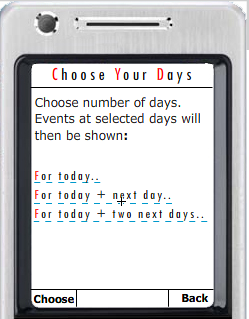 Choose Your Days
Choose number of days.
Events at selected days will
then be shown:
For today..
For today + next day..
For today + two next days..
Choose Back